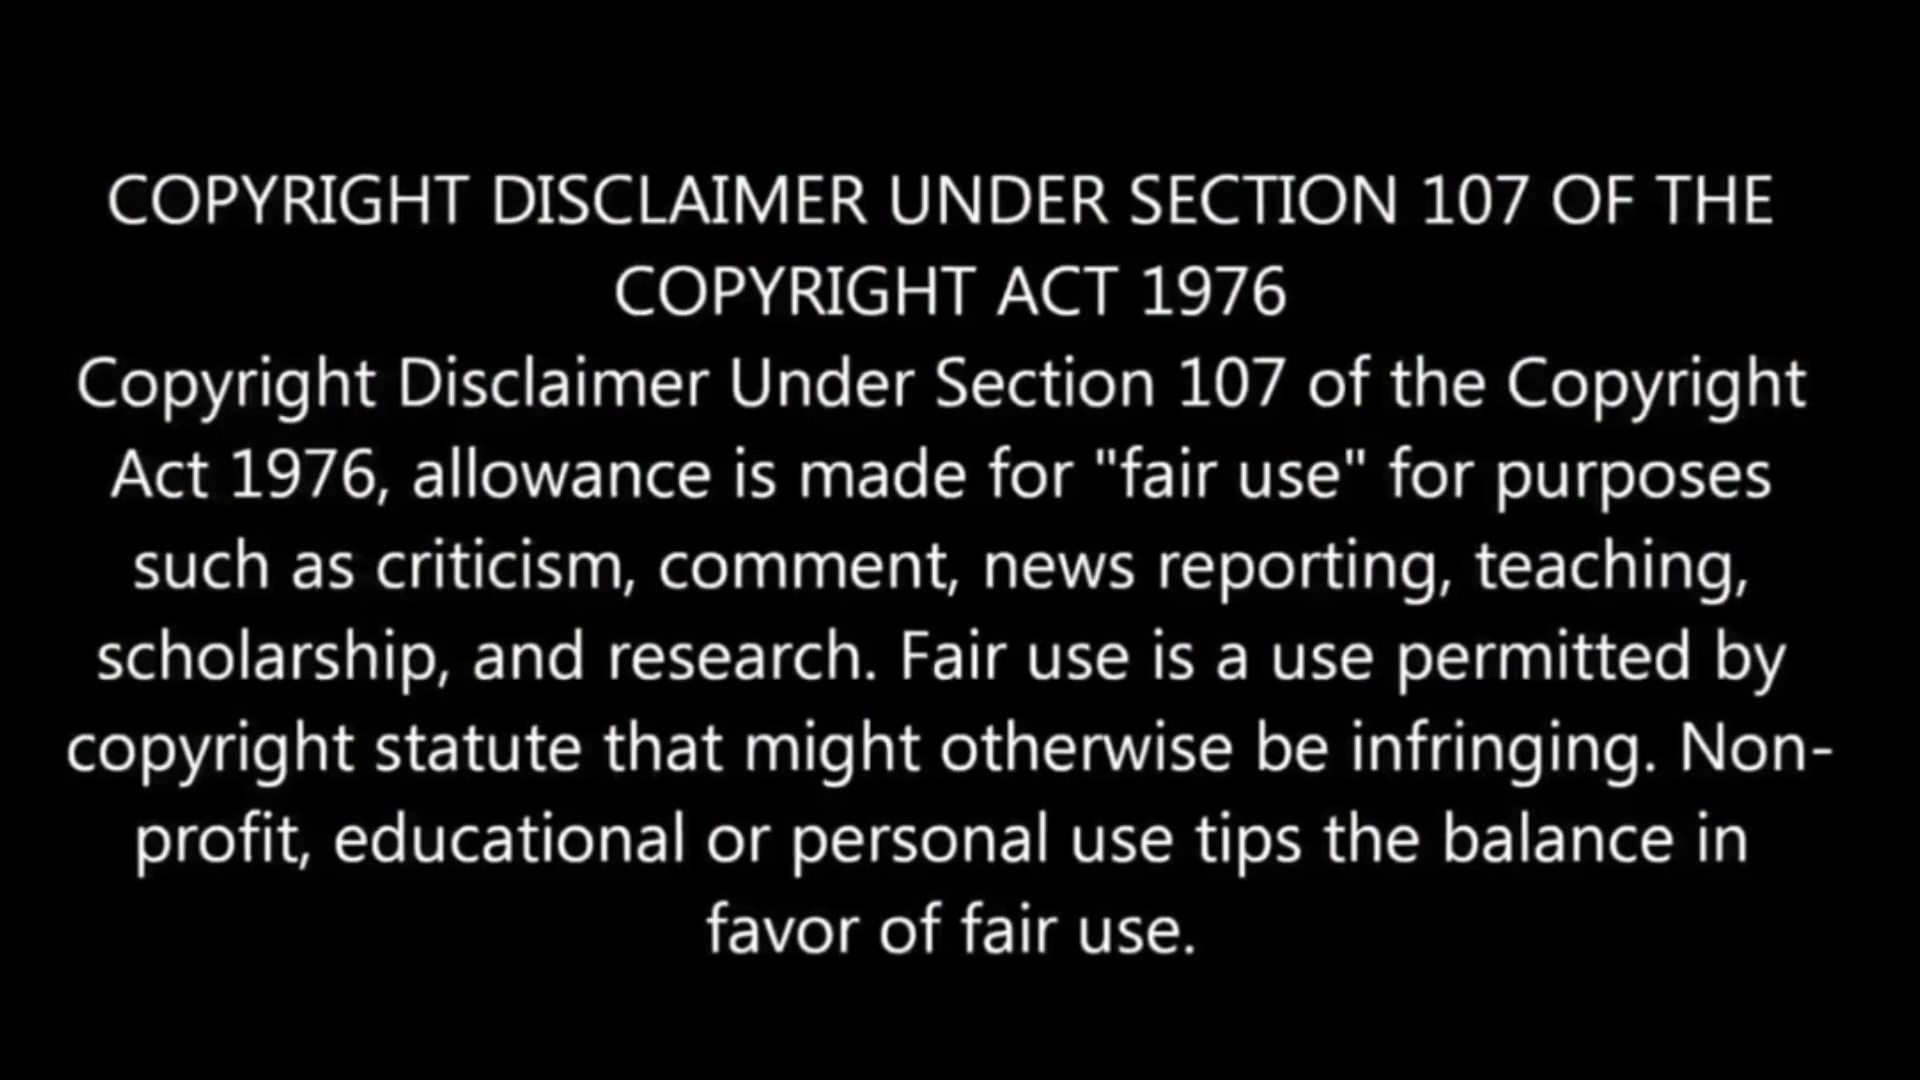 COPYRIGHT DISCLAIMER UNDER SECTION 107 OF THE
COPYRIGHT ACT 1976
Copyright Disclaimer Under Section 107 of the Copyright
Act 1976, allowance is made for "fair use" for purposes
such as criticism, comment, news reporting, teaching,
scholarship, and research. Fair use is a use permitted by
copyright statute that might otherwise be infringing. Non-
profit, educational or personal use tips the balance in
favor of fair use.